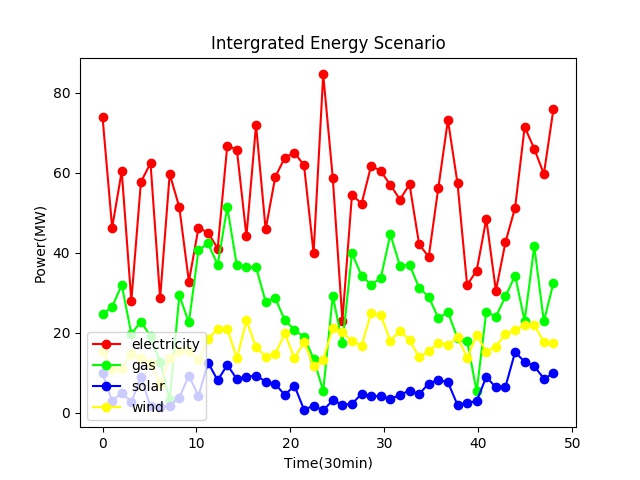 Intergrated Energy Scenario
Power(MW)
80
60
40
20
0
electricity
gas
solar
wind
0 10 20 30 40 50
Time(30min)